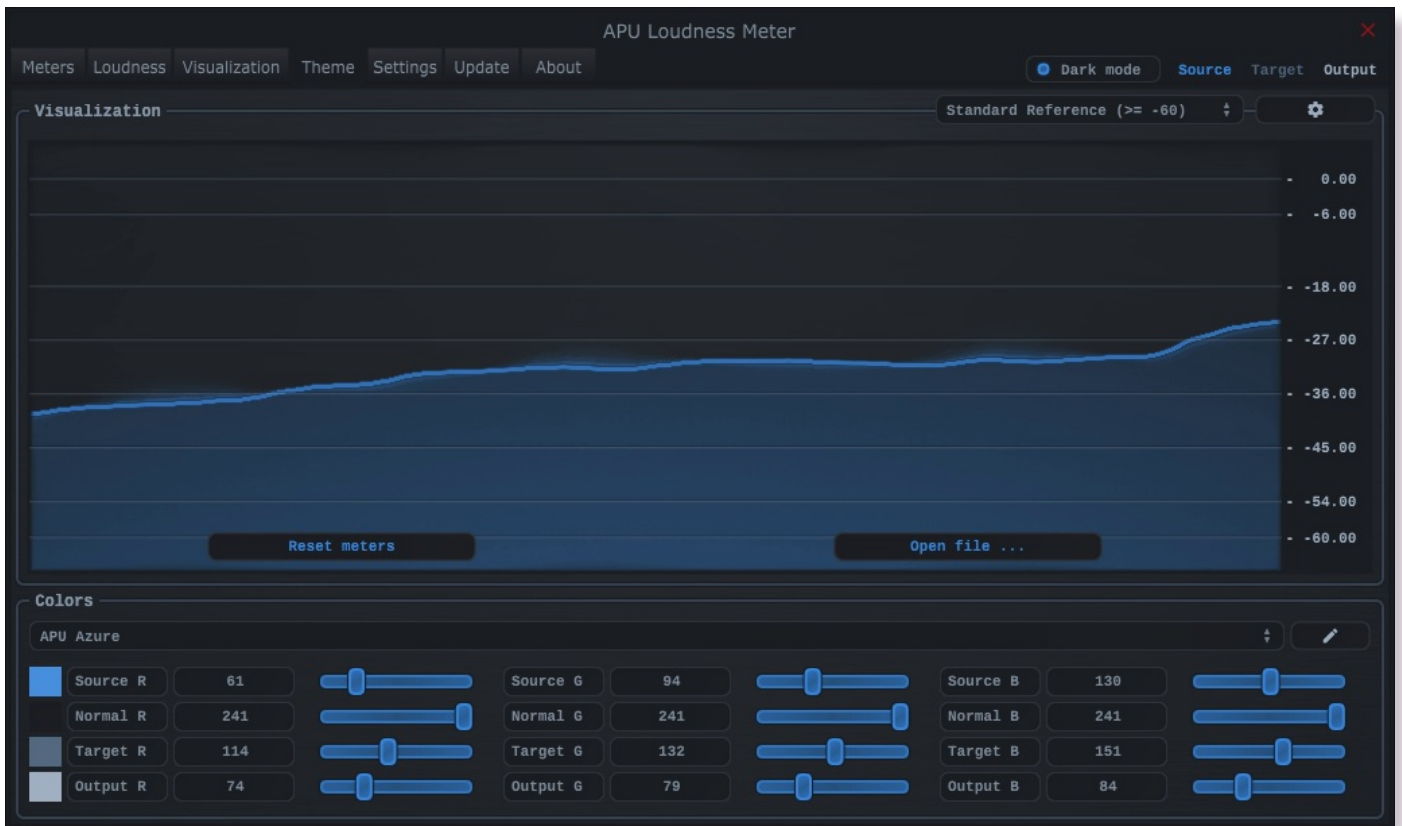 APU Loudness Meter
Meters Loudness Visualization Theme Settings Update About Dark mode Source Target Output
Visualization Standard Reference (>= -60)
- 0.00
- -6.00
- -18.00
- -27.00
- -36.00
- -45.00
- -54.00
- -60.00
Reset meters Open file ...
Colors
APU Azure
Source R 61 Source G 94 Source B 130
Normal R 241 Normal G 241 Normal B 241
Target R 114 Target G 132 Target B 151
Output R 74 Output G 79 Output B 84